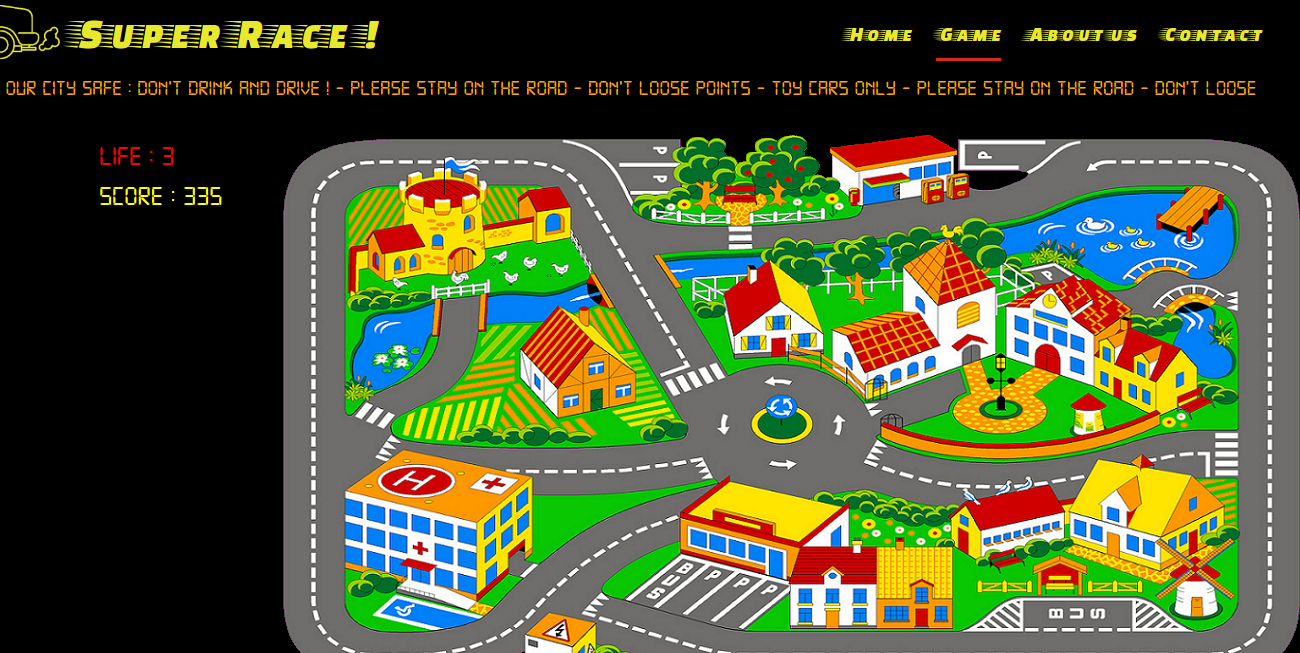 SUPER RACE !
HOME GAME ABOUT US CONTACT
OUR CITY SAFE : DON'T DRINK AND DRIVE ! - PLEASE STAY ON THE ROAD - DON'T LOOSE POINTS - TOY CARS ONLY - PLEASE STAY ON THE ROAD - DON'T LOOSE
LIFE : 3
SCORE : 335
P
P
P
P
H
BUS P P P
BUS